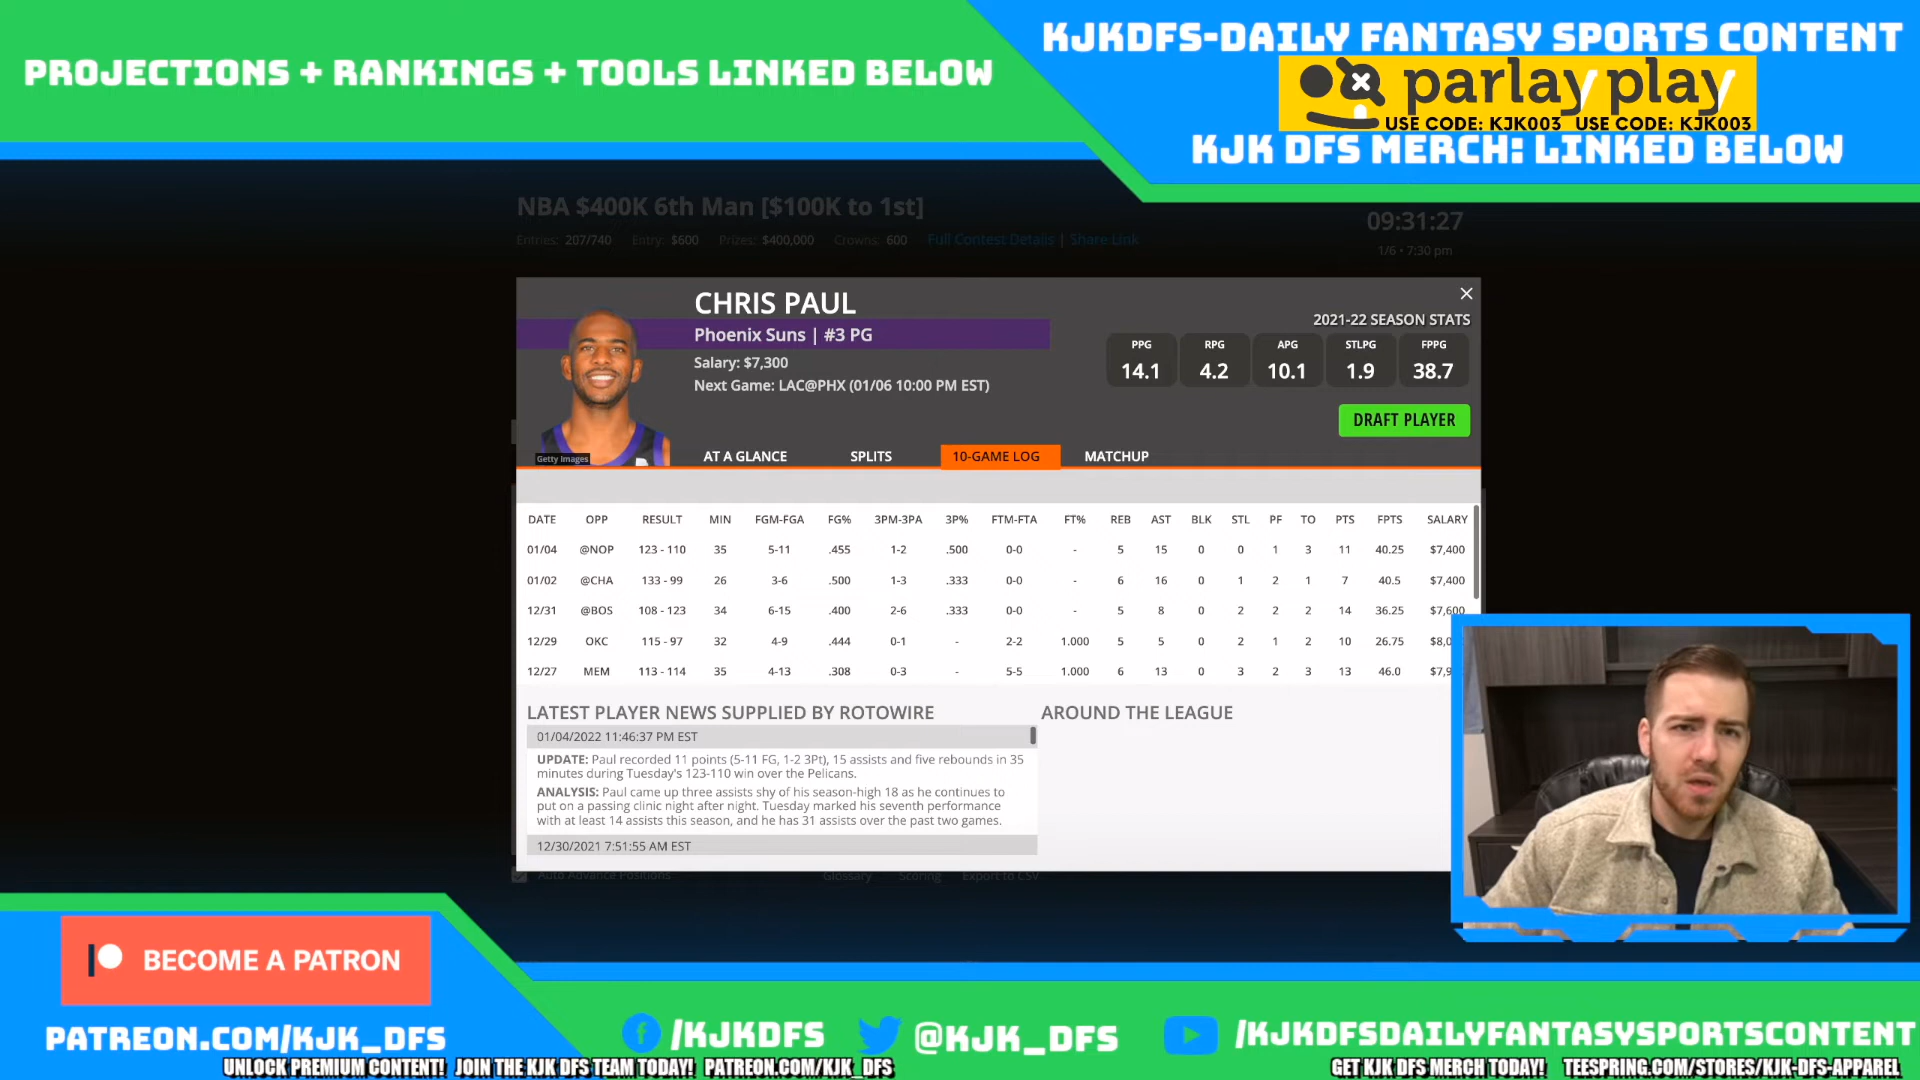 PROJECTIONS + RANKINGS + TOOLS LINKED BELOW
KJKDFS-DAILY FANTASY SPORTS CONTENT
parlay play
USE CODE: KJK003 USE CODE: KJK003
KJK DFS MERCH: LINKED BELOW
NBA $400K 6th Man [$100K to 1st]
09:31:27
Entries: 207/740 Entry: $600 Prizes: $400,000 Crowns: 600 Full Contest Details | Share Link
1/6 • 7:30 pm
CHRIS PAUL
Phoenix Suns | #3 PG
Salary: $7,300
Next Game: LAC@PHX (01/06 10:00 PM EST)
Getty Images
2021-22 SEASON STATS
PPG RPG APG STLPG FPPG
14.1 4.2 10.1 1.9 38.7
DRAFT PLAYER
AT A GLANCE SPLITS 10-GAME LOG MATCHUP
DATE OPP RESULT MIN FGM-FGA FG% 3PM-3PA 3P% FTM-FTA FT% REB AST BLK STL PF TO PTS FPTS SALARY
01/04 @NOP 123 - 110 35 5-11 .455 1-2 .500 0-0 - 5 15 0 0 1 3 11 40.25 $7,400
01/02 @CHA 133 - 99 26 3-6 .500 1-3 .333 0-0 - 6 16 0 1 2 1 7 40.5 $7,400
12/31 @BOS 108 - 123 34 6-15 .400 2-6 .333 0-0 - 5 8 0 2 2 2 14 36.25 $7,600
12/29 OKC 115 - 97 32 4-9 .444 0-1 - 2-2 1.000 5 5 0 2 1 2 10 26.75 $8,0
12/27 MEM 113 - 114 35 4-13 .308 0-3 - 5-5 1.000 6 13 0 3 2 3 13 46.0 $7,9
LATEST PLAYER NEWS SUPPLIED BY ROTOWIRE
AROUND THE LEAGUE
01/04/2022 11:46:37 PM EST
UPDATE: Paul recorded 11 points (5-11 FG, 1-2 3Pt), 15 assists and five rebounds in 35
minutes during Tuesday's 123-110 win over the Pelicans.
ANALYSIS: Paul came up three assists shy of his season-high 18 as he continues to
put on a passing clinic night after night. Tuesday marked his seventh performance
with at least 14 assists this season, and he has 31 assists over the past two games.
12/30/2021 7:51:55 AM EST
Auto Advance Positions Glossary Scoring Export to CSV
BECOME A PATRON
PATREON.COM/KJK_DFS
/KJKDFS
@KJK_DFS
/KJKDFSDAILYFANTASYSPORTSCONTENT
UNLOCK PREMIUM CONTENT! JOIN THE KJK DFS TEAM TODAY! PATREON.COM/KJK_DFS
GET KJK DFS MERCH TODAY! TEESPRING.COM/STORES/KJK-DFS-APPAREL